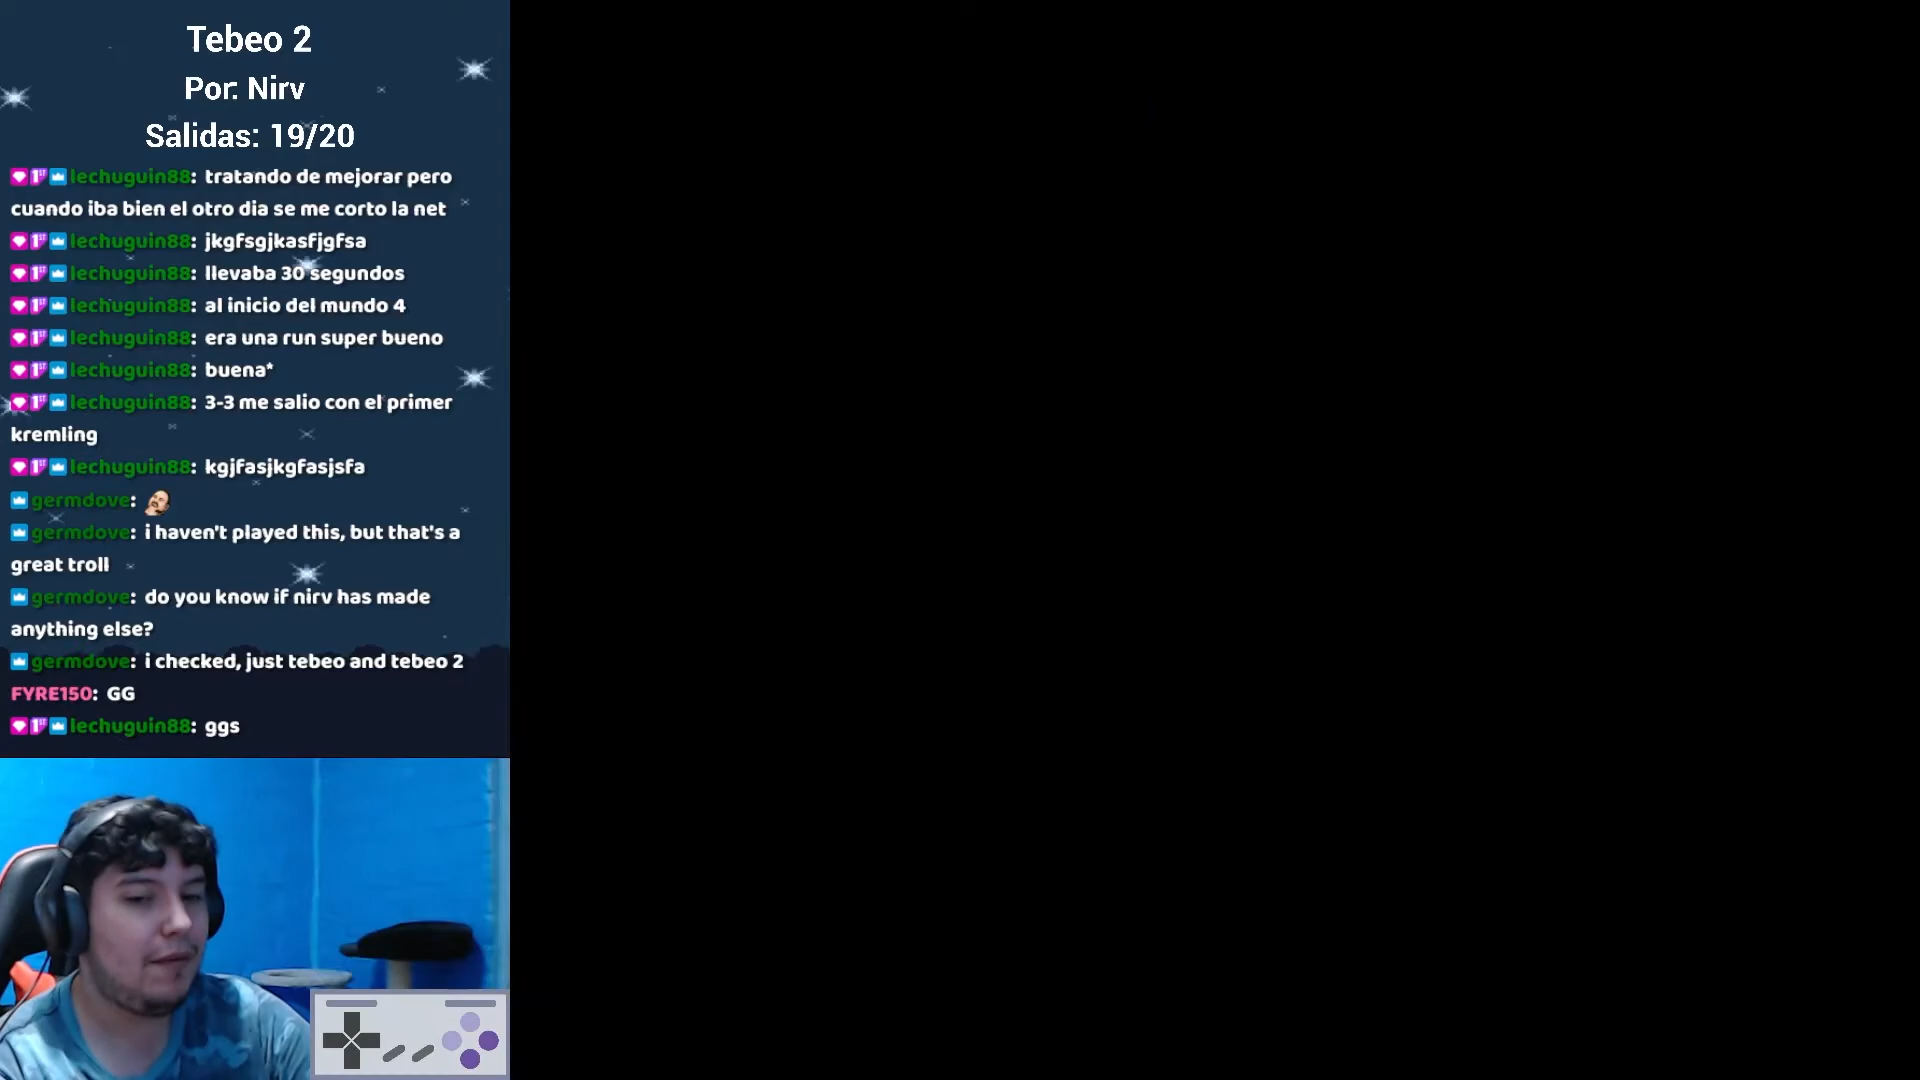 Tebeo 2
Por: Nirv
Salidas: 19/20
lechuguin88: tratando de mejorar pero
cuando iba bien el otro dia se me corto la net
lechuguin88: jkgfsgjkasfjgfsa
lechuguin88: llevaba 30 segundos
lechuguin88: al inicio del mundo 4
lechuguin88: era una run super bueno
lechuguin88: buena*
lechuguin88: 3-3 me salio con el primer
kremling
lechuguin88: kgjfasjkgfasjsfa
germdove:
germdove: i haven't played this, but that's a
great troll
germdove: do you know if nirv has made
anything else?
germdove: i checked, just tebeo and tebeo 2
FYRE150: GG
lechuguin88: ggs